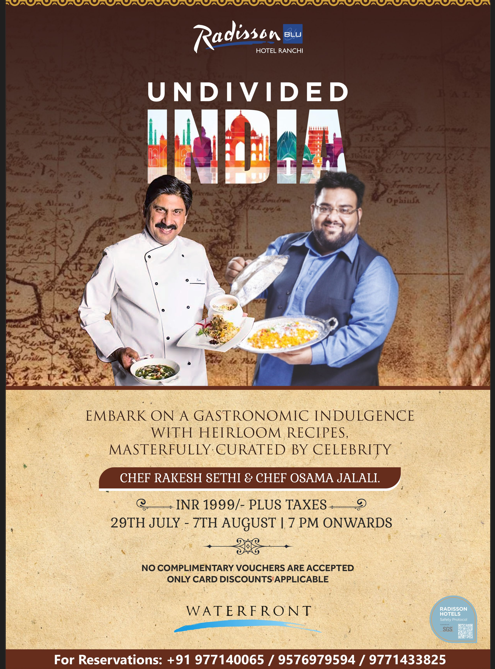 Radisson BLU
HOTEL RANCHI
UNDIVIDED
INDIA
EMBARK ON A GASTRONOMIC INDULGENCE
WITH HEIRLOOM RECIPES,
MASTERFULLY CURATED BY CELEBRITY
CHEF RAKESH SETHI & CHEF OSAMA JALALI.
INR 1999/- PLUS TAXES
29TH JULY - 7TH AUGUST | 7 PM ONWARDS
NO COMPLIMENTARY VOUCHERS ARE ACCEPTED
ONLY CARD DISCOUNTS APPLICABLE
WATERFRONT
RADISSON
HOTELS
For Reservations: +91 977140065 / 9576979594 / 9771433825